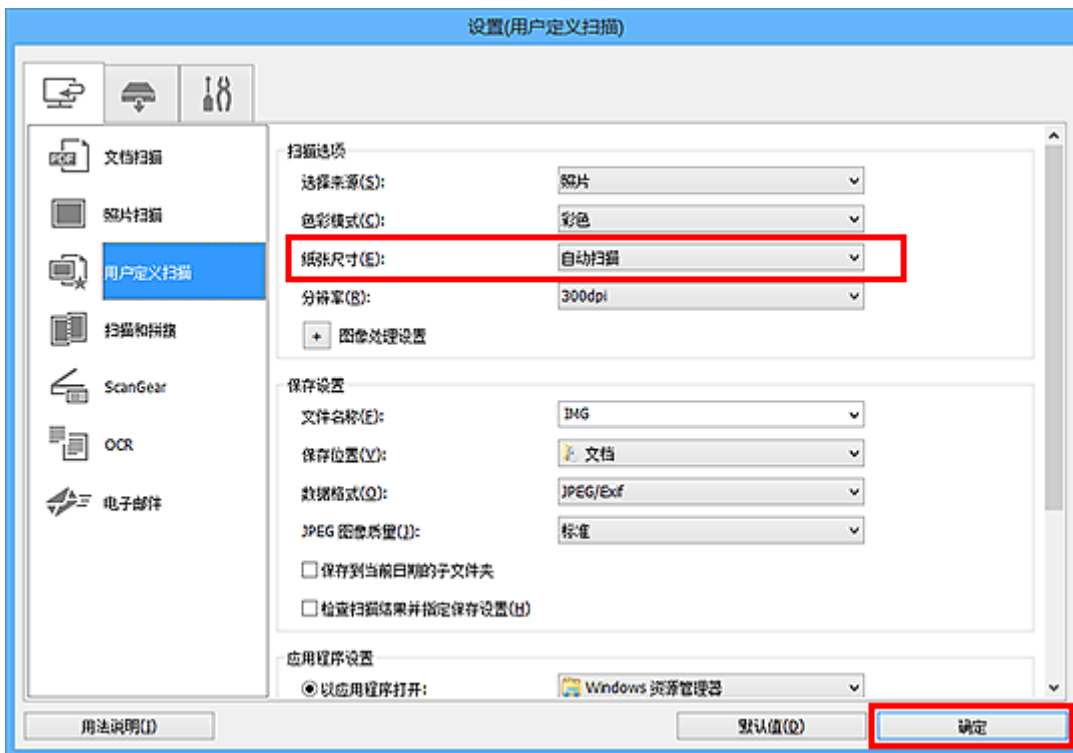 设置(用户定义扫描)
文档扫描
照片扫描
用户定义扫描
扫描和拼接
ScanGear
OCR
电子邮件
扫描选项
选择来源(S): 照片
色彩模式(C): 彩色
纸张尺寸(E): 自动扫描
分辨率(R): 300dpi
+ 图像处理设置
保存设置
文件名称(F): IMG
保存位置(V): 文档
数据格式(O): JPEG/Exif
JPEG 图像质量(J): 标准
保存到当前日期的子文件夹
检查扫描结果并指定保存设置(H)
应用程序设置
以应用程序打开: Windows 资源管理器
用法说明(I) 默认值(D) 确定